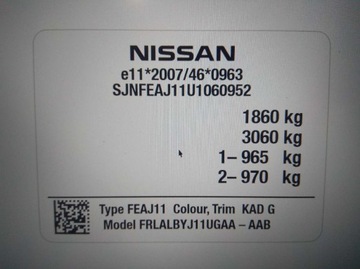 NISSAN
e11*2007/46*0963
SJNFEAJ11U1060952
1860 kg
3060 kg
1– 965 kg
2– 970 kg
Type FEAJ11 Colour, Trim KAD G
Model FRLALBYJ11UGAA – AAB